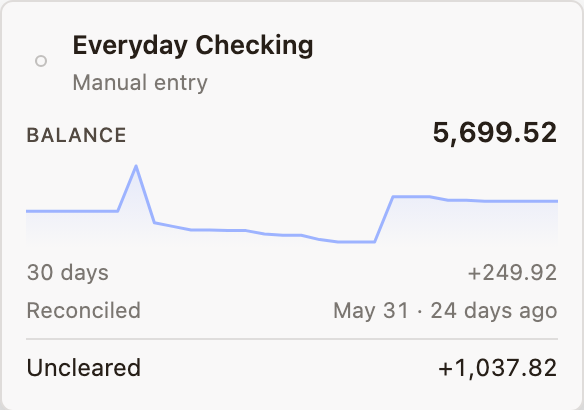 Everyday Checking
Manual entry
BALANCE 5,699.52
30 days +249.92
Reconciled May 31 · 24 days ago
Uncleared +1,037.82